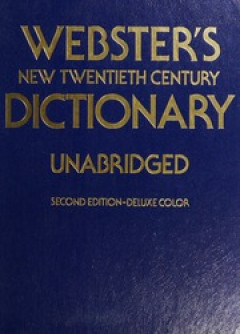 WEBSTER'S
NEW TWENTIETH CENTURY
DICTIONARY
UNABRIDGED
SECOND EDITION-DELUXE COLOR